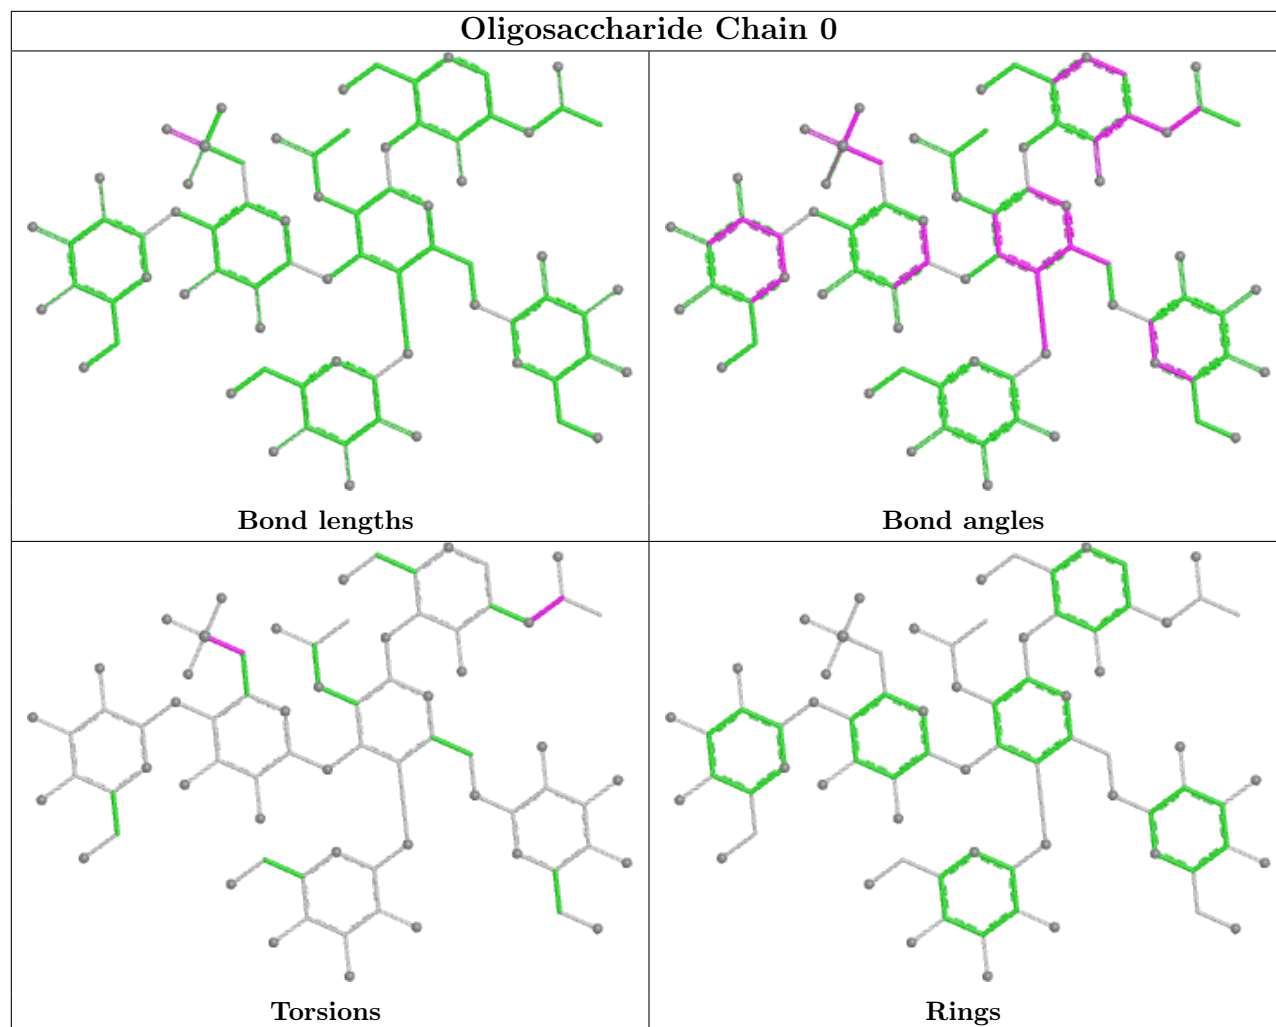 Oligosaccharide Chain 0
Bond lengths
Bond angles
Torsions
Rings